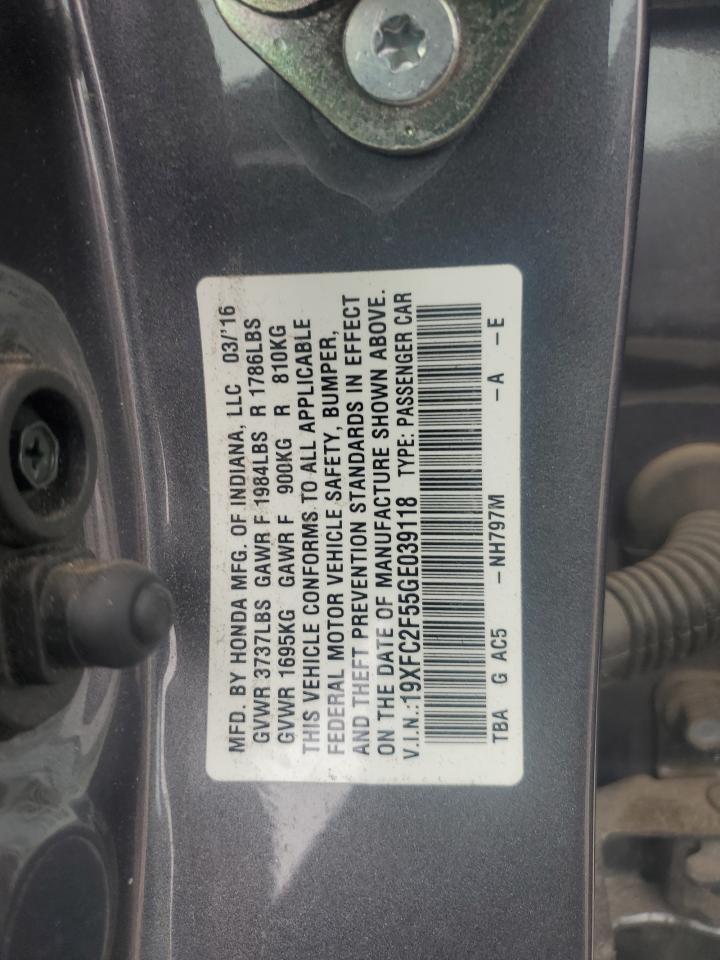 MFD. BY HONDA MFG. OF INDIANA, LLC 03/'16
GVWR 3737LBS GAWR F 1984LBS R 1786LBS
GVWR 1695KG GAWR F 900KG R 810KG
THIS VEHICLE CONFORMS TO ALL APPLICABLE
FEDERAL MOTOR VEHICLE SAFETY, BUMPER,
AND THEFT PREVENTION STANDARDS IN EFFECT
ON THE DATE OF MANUFACTURE SHOWN ABOVE.
V.I.N.:19XFC2F55GE039118 TYPE: PASSENGER CAR
TBA G AC5 -NH797M -A -E